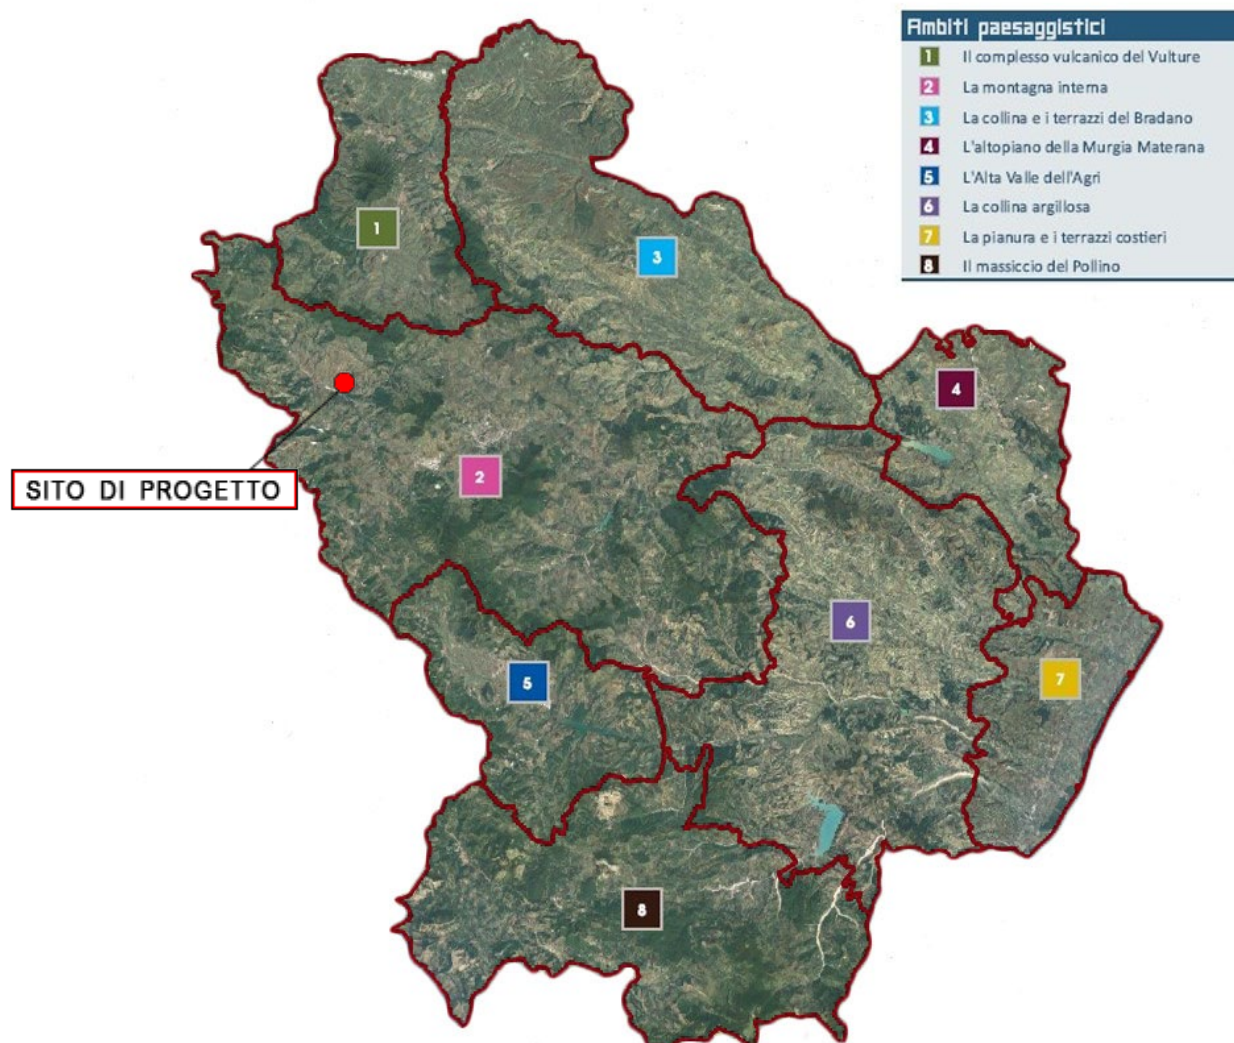 Ambiti paesaggistici
1 Il complesso vulcanico del Vulture
2 La montagna interna
3 La collina e i terrazzi del Bradano
4 L'altopiano della Murgia Materana
5 L'Alta Valle dell'Agri
6 La collina argillosa
7 La pianura e i terrazzi costieri
8 Il massiccio del Pollino
1
3
4
2
SITO DI PROGETTO
6
5
7
8